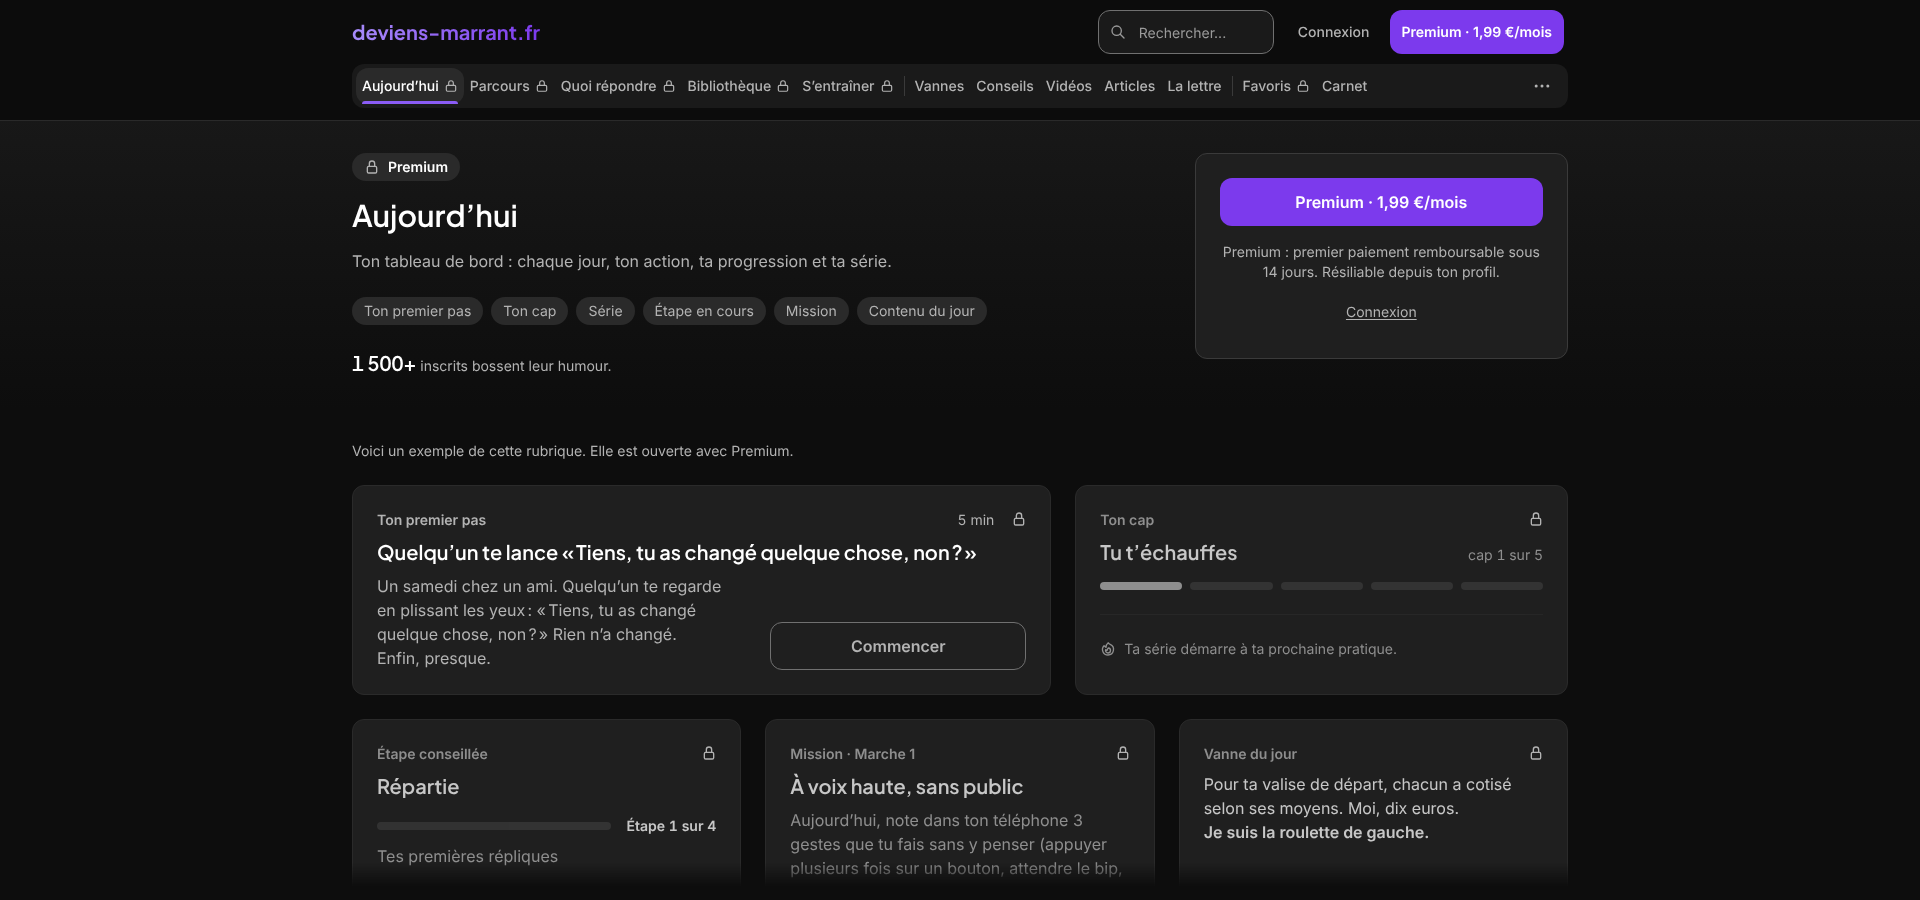 deviens-marrant.fr
Rechercher...
Connexion
Premium · 1,99 €/mois
Aujourd’hui
Parcours
Quoi répondre
Bibliothèque
S’entraîner
Vannes
Conseils
Vidéos
Articles
La lettre
Favoris
Carnet
Premium
Aujourd’hui
Ton tableau de bord : chaque jour, ton action, ta progression et ta série.
Ton premier pas
Ton cap
Série
Étape en cours
Mission
Contenu du jour
1 500+ inscrits bossent leur humour.
Premium · 1,99 €/mois
Premium : premier paiement remboursable sous
14 jours. Résiliable depuis ton profil.
Connexion
Voici un exemple de cette rubrique. Elle est ouverte avec Premium.
Ton premier pas
5 min
Quelqu’un te lance « Tiens, tu as changé quelque chose, non ? »
Un samedi chez un ami. Quelqu’un te regarde
en plissant les yeux : « Tiens, tu as changé
quelque chose, non ? » Rien n’a changé.
Enfin, presque.
Commencer
Ton cap
Tu t’échauffes
cap 1 sur 5
Ta série démarre à ta prochaine pratique.
Étape conseillée
Répartie
Étape 1 sur 4
Tes premières répliques
Mission · Marche 1
À voix haute, sans public
Aujourd’hui, note dans ton téléphone 3
gestes que tu fais sans y penser (appuyer
plusieurs fois sur un bouton, attendre le bip,
Vanne du jour
Pour ta valise de départ, chacun a cotisé
selon ses moyens. Moi, dix euros.
Je suis la roulette de gauche.